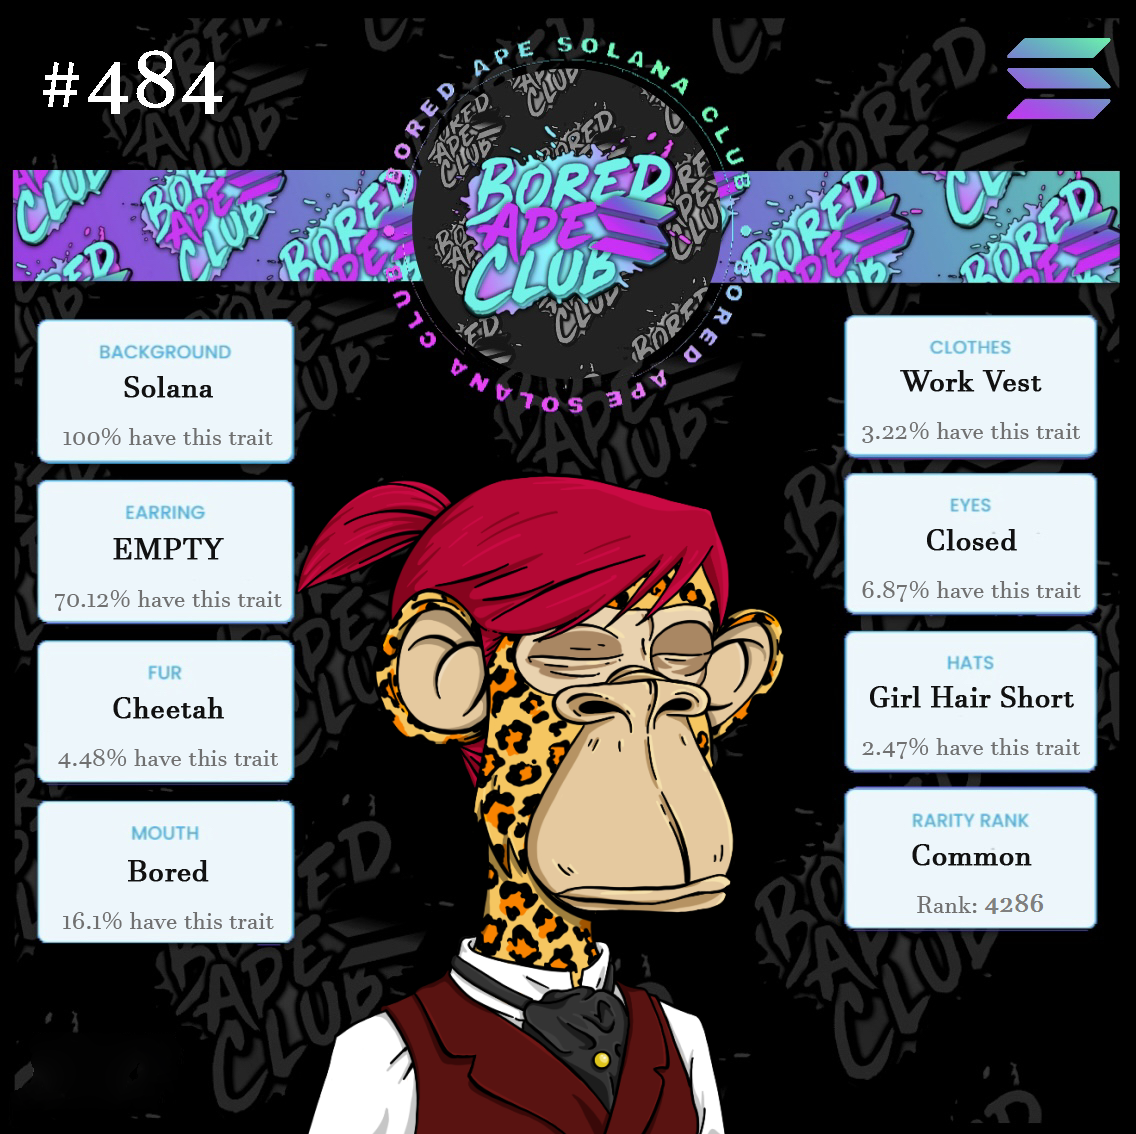 #484
BORED APE SOLANA CLUB
BORED
APE
CLUB
BORED APE SOLANA CLUB
BACKGROUND
Solana
100% have this trait
EARRING
EMPTY
70.12% have this trait
FUR
Cheetah
4.48% have this trait
MOUTH
Bored
16.1% have this trait
CLOTHES
Work Vest
3.22% have this trait
EYES
Closed
6.87% have this trait
HATS
Girl Hair Short
2.47% have this trait
RARITY RANK
Common
Rank: 4286